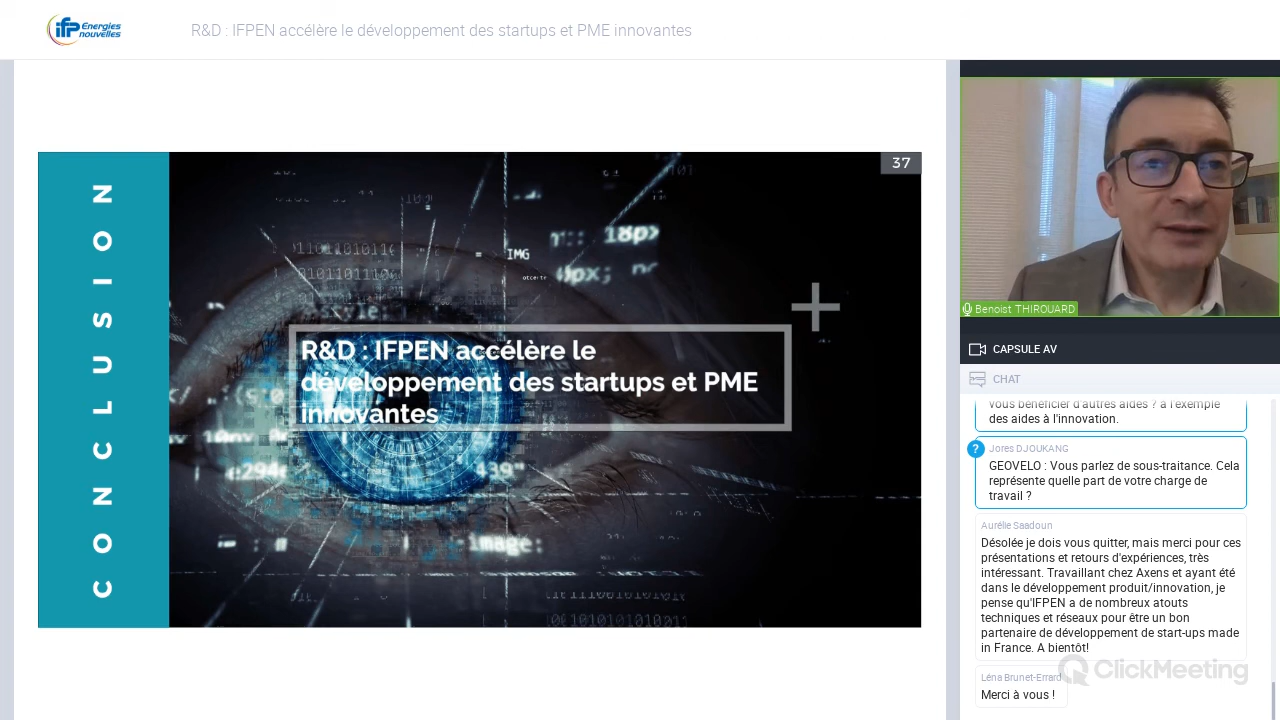 ifp Energies
nouvelles
R&D : IFPEN accélère le développement des startups et PME innovantes
37
CONCLUSION
IMG
18px
R&D : IFPEN accélère le
développement des startups et PME
innovantes
image:
Benoist THIROUARD
CAPSULE AV
CHAT
vous bénéficier d'autres aides ? à l'exemple
des aides à l'innovation.
?
Jores DJOUKANG
GEOVELO : Vous parlez de sous-traitance. Cela
représente quelle part de votre charge de
travail ?
Aurélie Saadoun
Désolée je dois vous quitter, mais merci pour ces
présentations et retours d'expériences, très
intéressant. Travaillant chez Axens et ayant été
dans le développement produit/innovation, je
pense qu'IFPEN a de nombreux atouts
techniques et réseaux pour être un bon
partenaire de développement de start-ups made
in France. A bientôt!
ClickMeeting
Léna Brunet-Errard
Merci à vous !